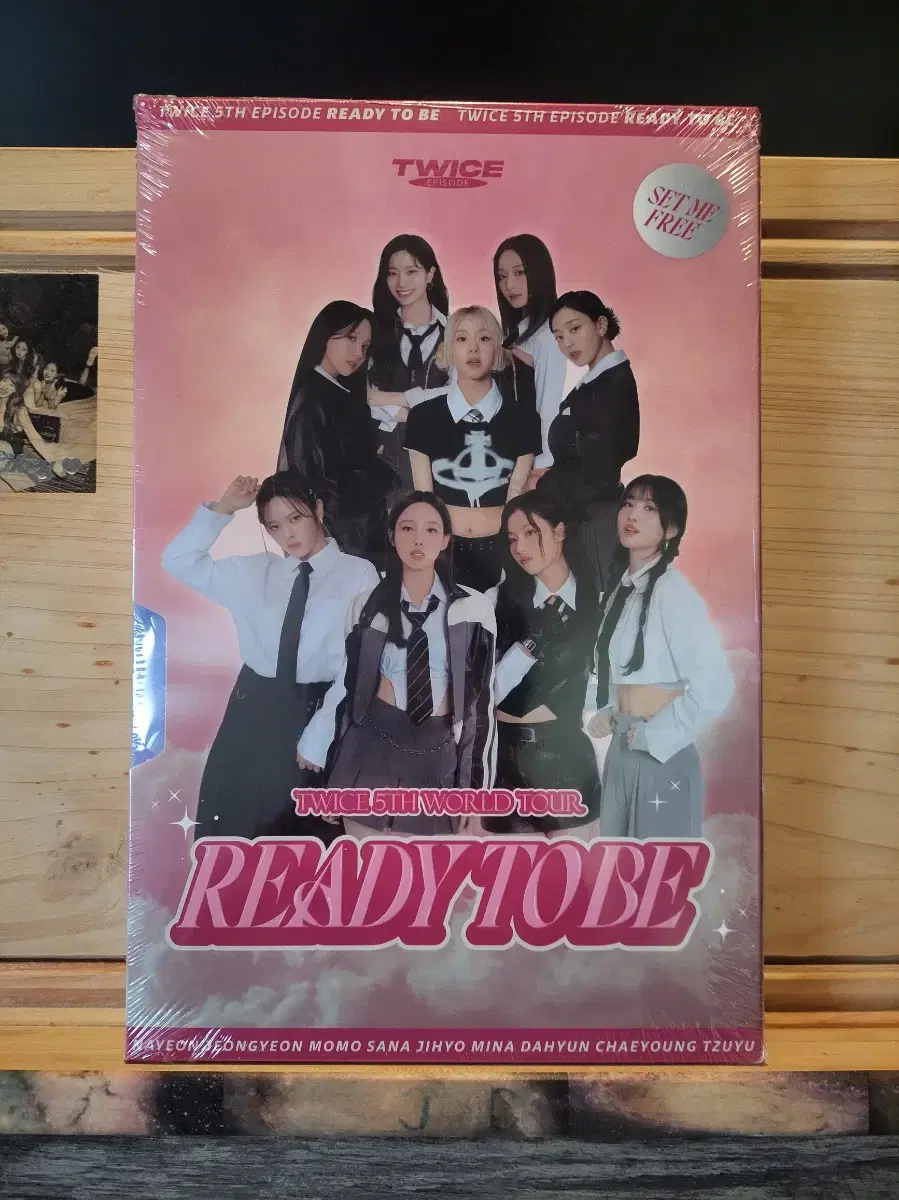 TWICE 5TH EPISODE READY TO BE TWICE 5TH EPISODE READY TO BE
TWICE
EPISODE
SET ME
FREE
TWICE 5TH WORLD TOUR
READY TO BE
NAYEON JEONGYEON MOMO SANA JIHYO MINA DAHYUN CHAEYOUNG TZUYU